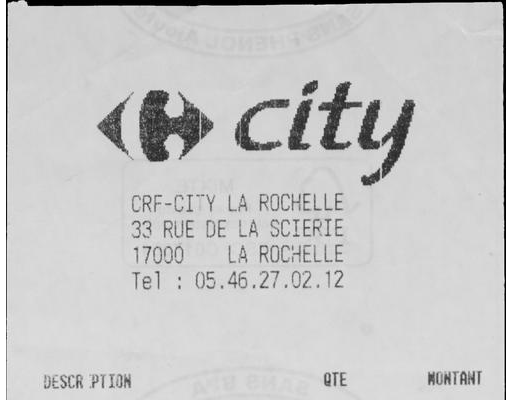 city
CRF-CITY LA ROCHELLE
33 RUE DE LA SCIERIE
17000 LA ROCHELLE
Tel : 05.46.27.02.12
DESCR PTION QTE MONTANT